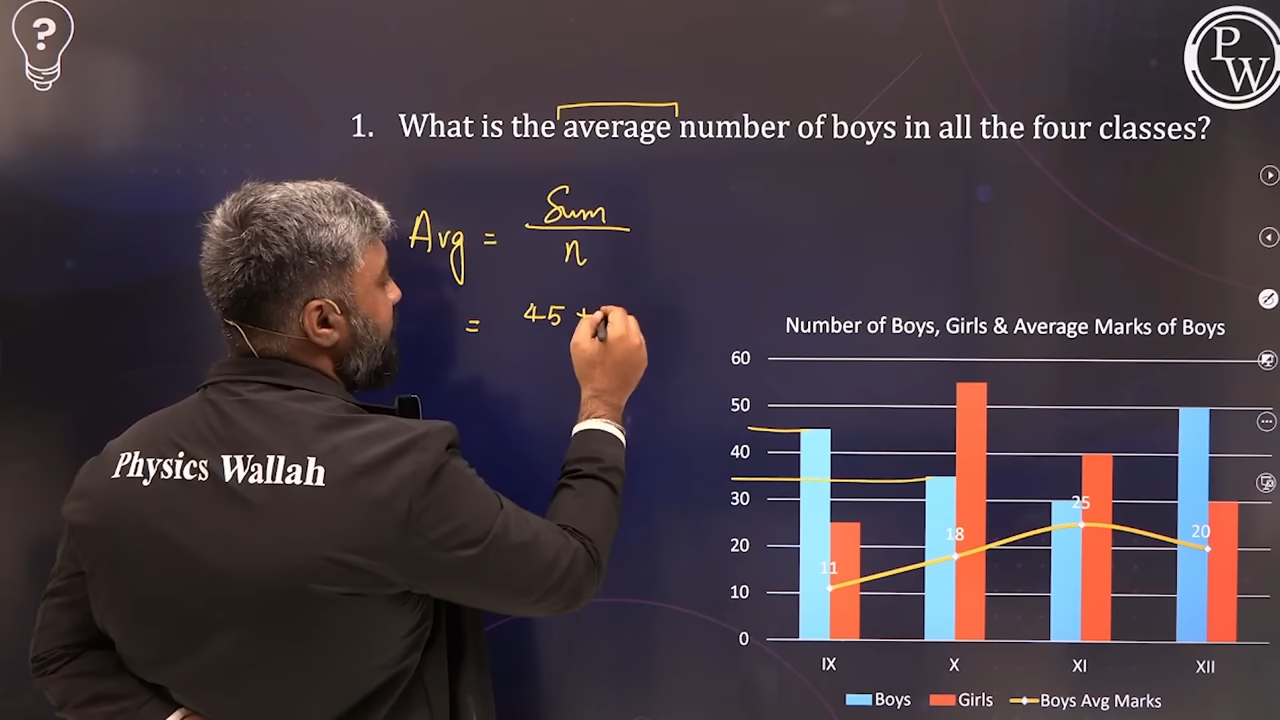 ?
PW
1. What is the average number of boys in all the four classes?
Avg = Sum / n
= 45 +
Physics Wallah
Number of Boys, Girls & Average Marks of Boys
60
50
40
30
20
10
0
11
18
25
20
IX X XI XII
Boys Girls Boys Avg Marks